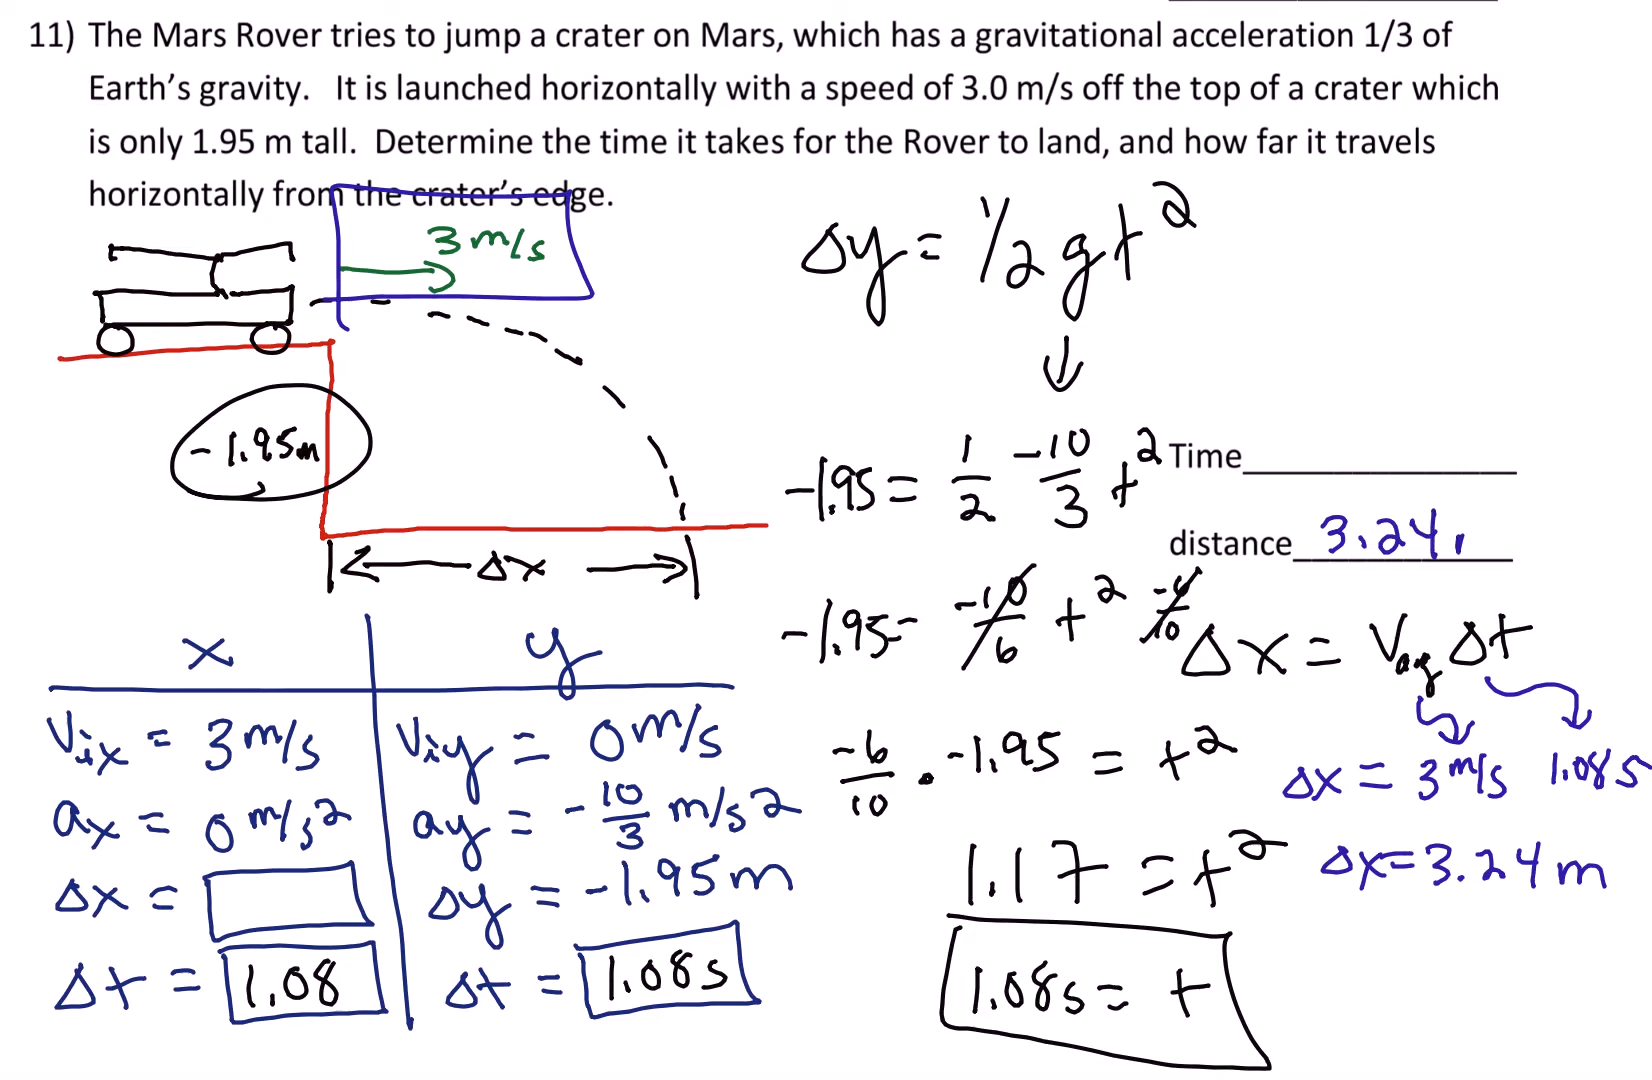 11) The Mars Rover tries to jump a crater on Mars, which has a gravitational acceleration 1/3 of
Earth's gravity.   It is launched horizontally with a speed of 3.0 m/s off the top of a crater which
is only 1.95 m tall.  Determine the time it takes for the Rover to land, and how far it travels
horizontally from the crater's edge.
3 m/s
Δy = 1/2 g t²
-1.95m
-1.95 = 1/2 -10/3 t²
Time
distance 3.24
Δx
-1.95 = -10/6 t² -6/10
Δx = Vavg Δt
x
y
Vix = 3 m/s
Viy = 0 m/s
-6/10 · -1.95 = t²
Δx = 3 m/s 1.08 s
ax = 0 m/s²
ay = -10/3 m/s2
1.17 = t²
Δx = 3.24 m
Δx =
Δy = -1.95 m
Δt = 1.08
Δt = 1.08 s
1.08 s = t